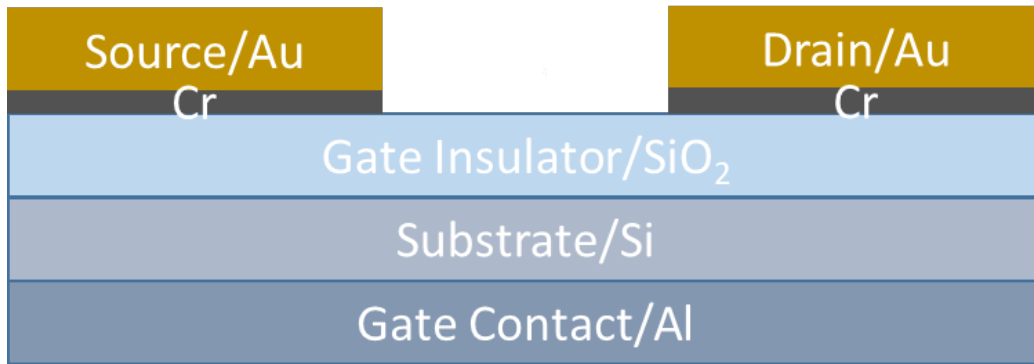 Source/Au
Drain/Au
Cr
Cr
Gate Insulator/SiO₂
Substrate/Si
Gate Contact/Al